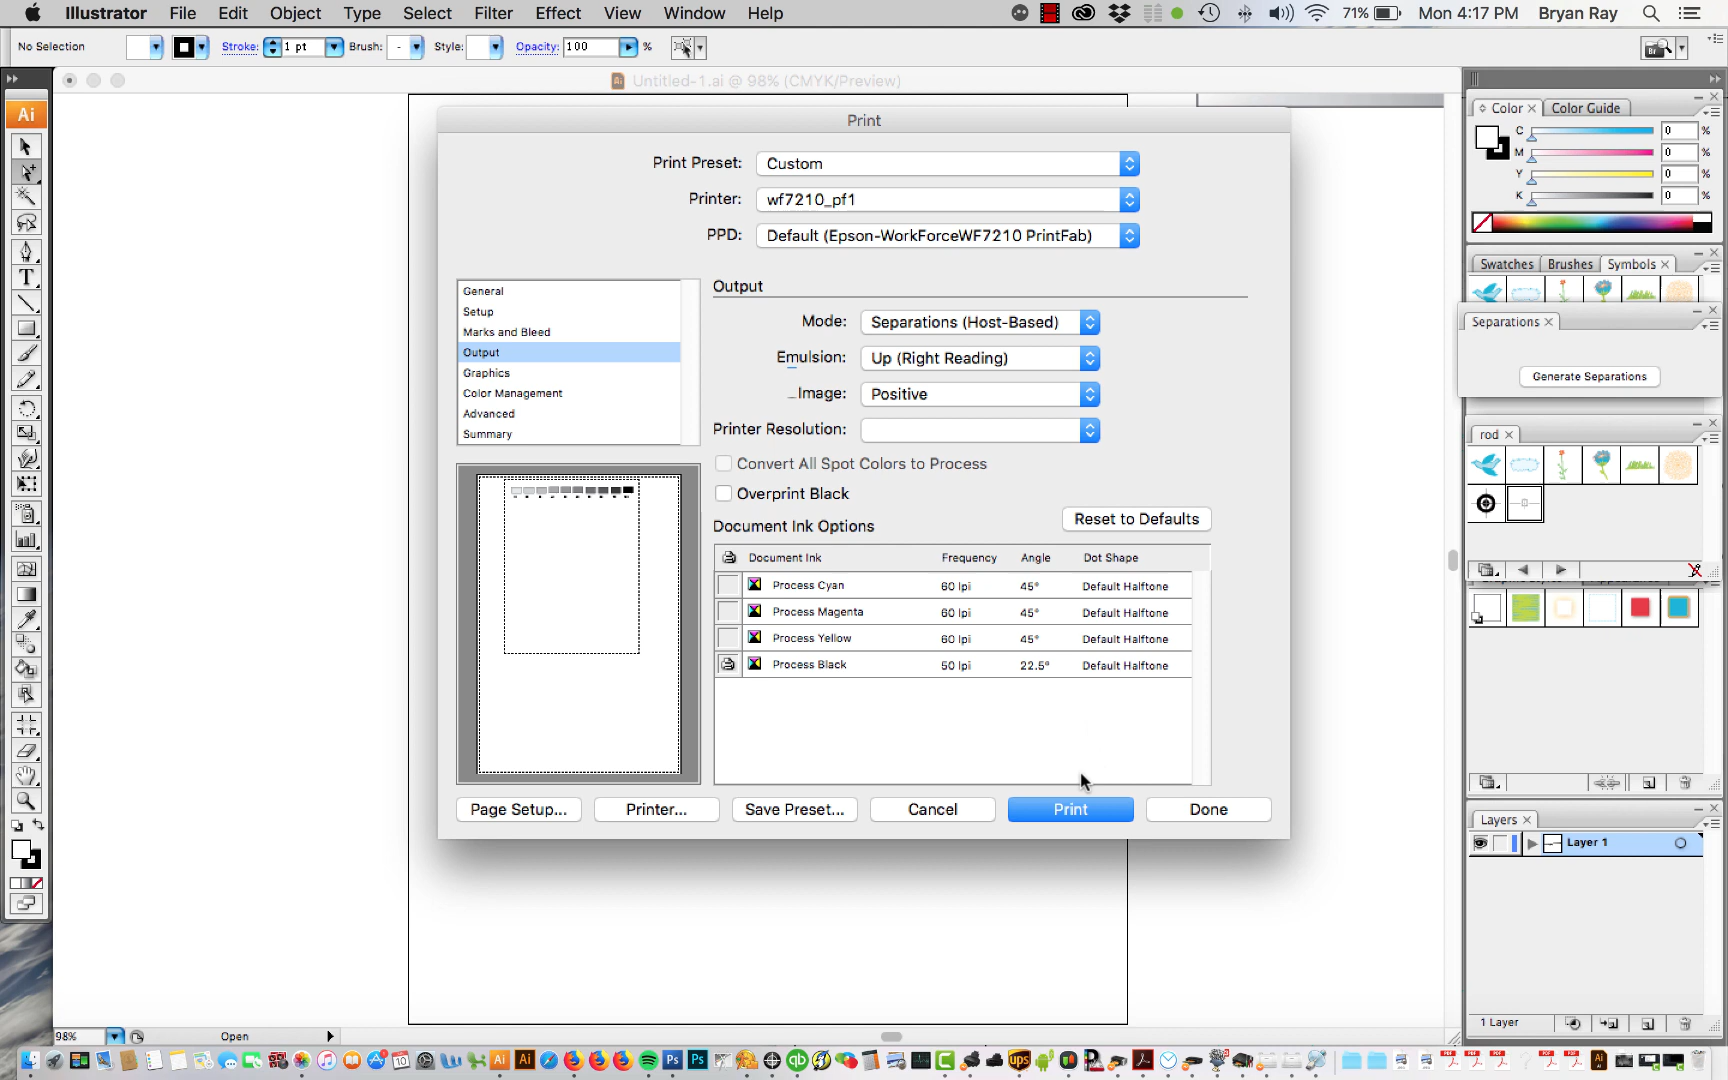 Illustrator File Edit Object Type Select Filter Effect View Window Help 71% Mon 4:17 PM Bryan Ray
No Selection Stroke: 1 pt Brush: - Style: Opacity: 100 %
Untitled-1.ai @ 98% (CMYK/Preview)
Ai
T
Print
Print Preset: Custom
Printer: wf7210_pf1
PPD: Default (Epson-WorkForceWF7210 PrintFab)
General
Setup
Marks and Bleed
Output
Graphics
Color Management
Advanced
Summary
Output
Mode: Separations (Host-Based)
Emulsion: Up (Right Reading)
Image: Positive
Printer Resolution:
Convert All Spot Colors to Process
Overprint Black
Document Ink Options
Reset to Defaults
Document Ink Frequency Angle Dot Shape
Process Cyan 60 lpi 45° Default Halftone
Process Magenta 60 lpi 45° Default Halftone
Process Yellow 60 lpi 45° Default Halftone
Process Black 50 lpi 22.5° Default Halftone
Page Setup... Printer... Save Preset... Cancel Print Done
Color Color Guide
C 0 %
M 0 %
Y 0 %
K 0 %
Swatches Brushes Symbols
Separations
Generate Separations
rod
Layers
Layer 1
1 Layer
98% Open